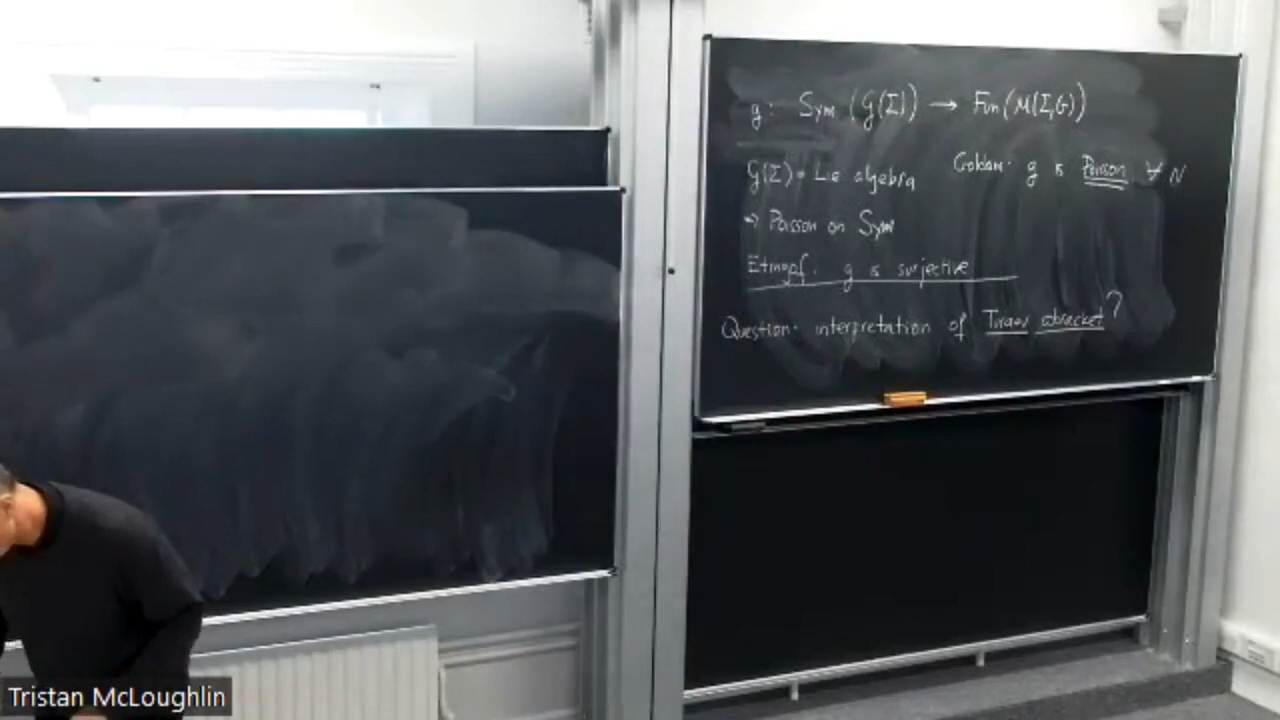 g: Sym (G(Σ)) → Fun(M(Σ,G))
G(Σ) = Lie algebra
Goldman: g is Poisson ∀ N
⇒ Poisson on Sym
Etingof: g is surjective
Question: interpretation of Turaev cobracket?
Tristan McLoughlin